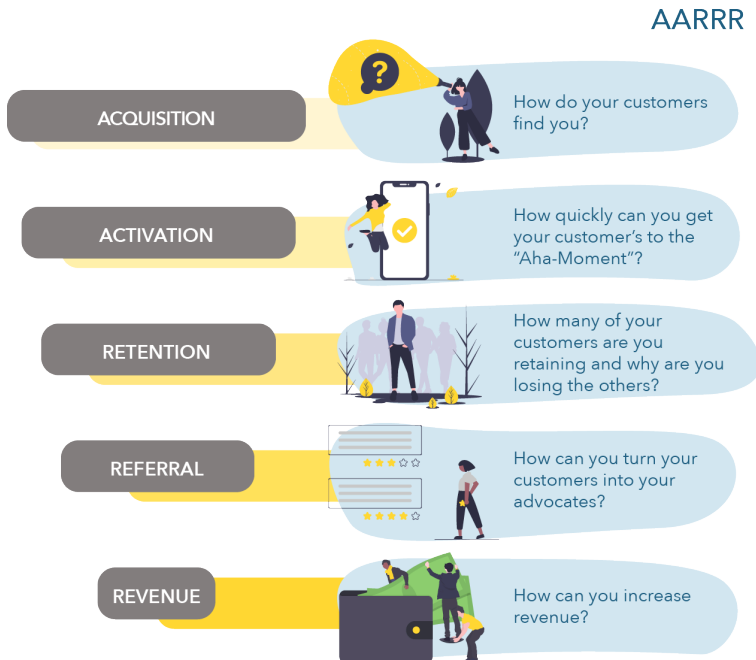 AARRR
ACQUISITION
?
How do your customers
find you?
ACTIVATION
How quickly can you get
your customer's to the
“Aha-Moment”?
RETENTION
How many of your
customers are you
retaining and why are you
losing the others?
REFERRAL
How can you turn your
customers into your
advocates?
REVENUE
How can you increase
revenue?